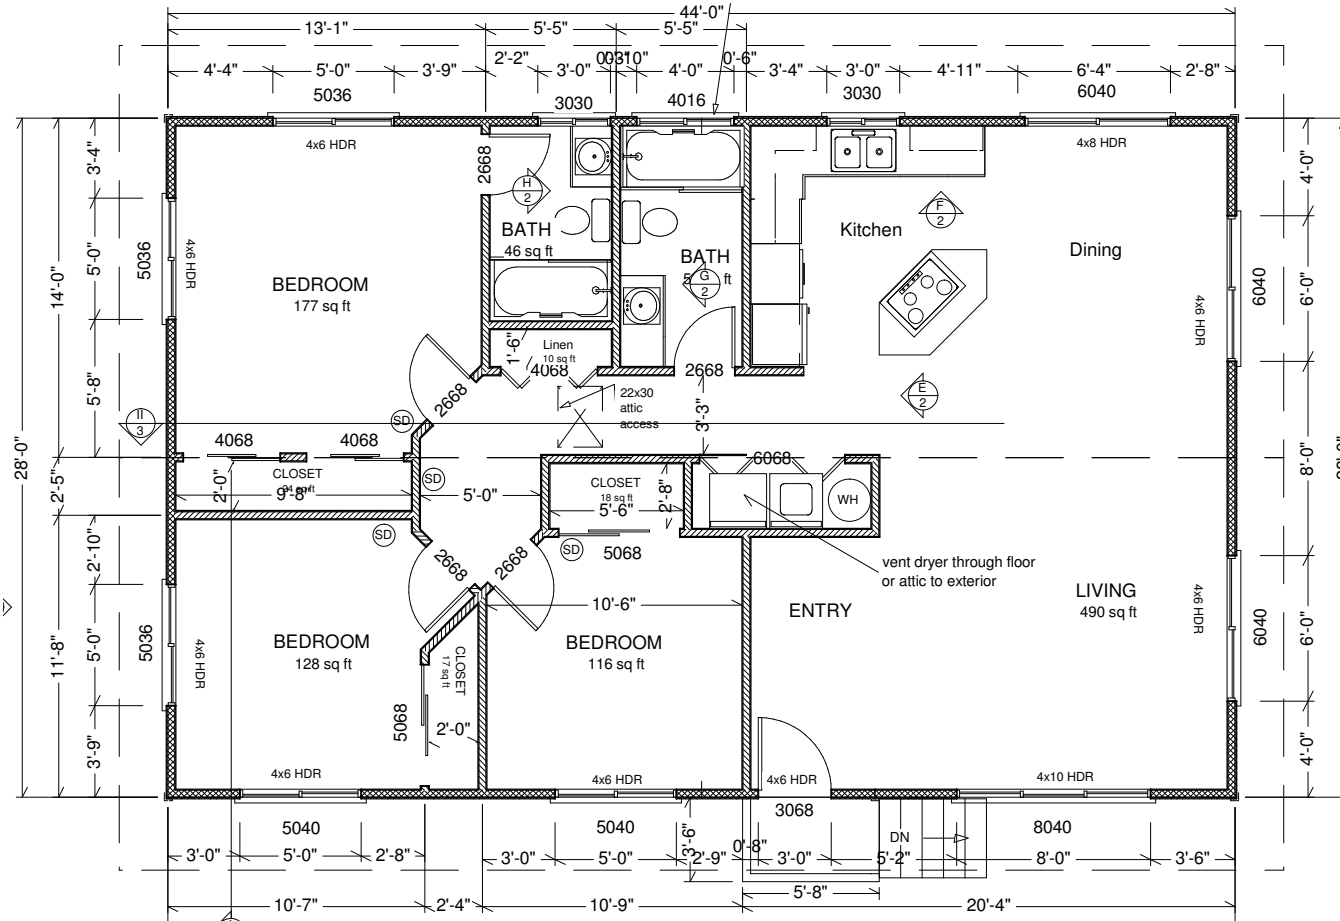 44'-0"
13'-1" 5'-5" 5'-5"
2'-2" 0'-6"
4'-4" 5'-0" 3'-9" 3'-0" 4'-0" 3'-4" 3'-0" 4'-11" 6'-4" 2'-8"
5036 3030 4016 3030 6040
4x6 HDR 4x8 HDR
3'-4"
2668
4'-0"
H
2
F
2
BATH
46 sq ft
Kitchen
Dining
BATH
G
2
5'-0"
14'-0"
5036
4x6 HDR
BEDROOM
177 sq ft
6040
6'-0"
4x6 HDR
1'-6"
Linen
10 sq ft
4068
2668
5'-8"
2668
22x30
attic
access
3'-3"
E
2
II
3
SD
4068 4068
6068
28'-0"
2'-5"
2'-0"
CLOSET
9'-8"
SD
5'-0"
CLOSET
18 sq ft
5'-6"
2'-8"
WH
8'-0"
SD
SD
5068
2'-10"
2668
2668
vent dryer through floor
or attic to exterior
10'-6"
ENTRY
LIVING
490 sq ft
11'-8"
5'-0"
5036
4x6 HDR
BEDROOM
128 sq ft
CLOSET
17 sq ft
BEDROOM
116 sq ft
4x6 HDR
6040
6'-0"
5068
2'-0"
3'-9"
4'-0"
4x6 HDR 4x6 HDR 4x6 HDR 4x10 HDR
3068
5040 5040 8040
3'-6"
DN
0'-8"
3'-0" 5'-0" 2'-8" 3'-0" 5'-0" 2'-9" 3'-0" 5'-2" 8'-0" 3'-6"
5'-8"
10'-7" 2'-4" 10'-9" 20'-4"